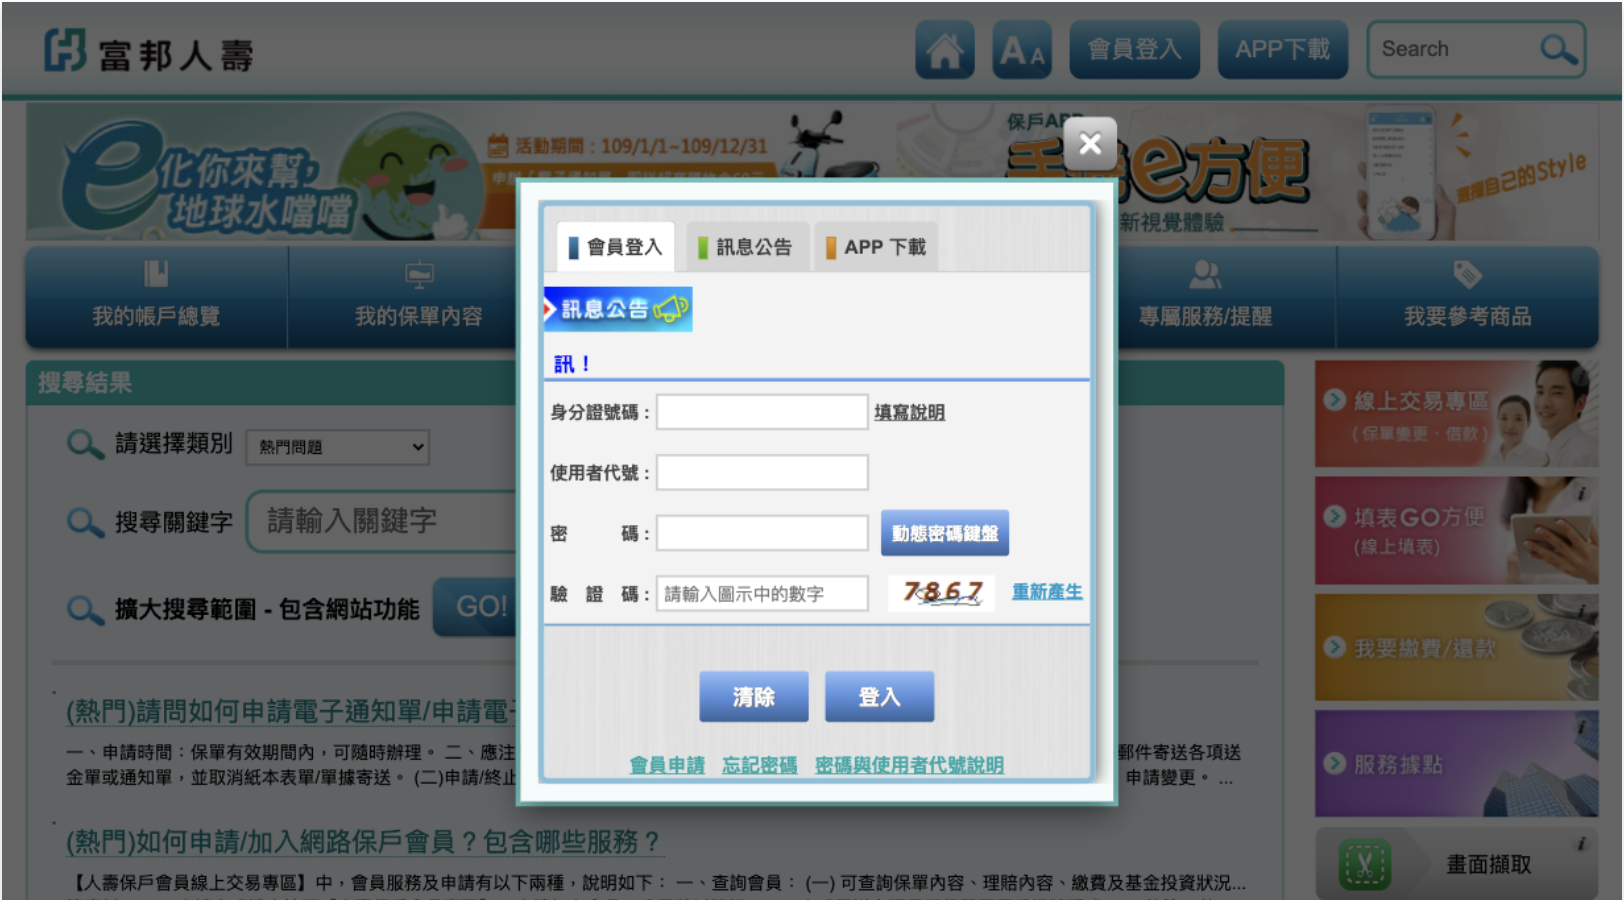 富邦人壽
會員登入
APP下載
Search
化你來幫,
地球水噹噹
活動期間：109/1/1~109/12/31
保戶APP
e方便
新視覺體驗
選擇自己的Style
我的帳戶總覽
我的保單內容
專屬服務/提醒
我要參考商品
會員登入
訊息公告
APP 下載
訊息公告
訊！
身分證號碼：
填寫說明
使用者代號：
密　　碼：
動態密碼鍵盤
驗 證 碼：
請輸入圖示中的數字
7867
重新產生
清除
登入
會員申請
忘記密碼
密碼與使用者代號說明
搜尋結果
請選擇類別
熱門問題
搜尋關鍵字
請輸入關鍵字
擴大搜尋範圍 - 包含網站功能
GO!
(熱門)請問如何申請電子通知單/申請電子
一、申請時間：保單有效期間內，可隨時辦理。 二、應注
郵件寄送各項送
金單或通知單，並取消紙本表單/單據寄送。 (二)申請/終止
申請變更。 ...
(熱門)如何申請/加入網路保戶會員？包含哪些服務？
【人壽保戶會員線上交易專區】中，會員服務及申請有以下兩種，說明如下： 一、查詢會員： (一) 可查詢保單內容、理賠內容、繳費及基金投資狀況...
線上交易專區
(保單變更、借款)
填表GO方便
(線上填表)
我要繳費/還款
服務據點
畫面擷取